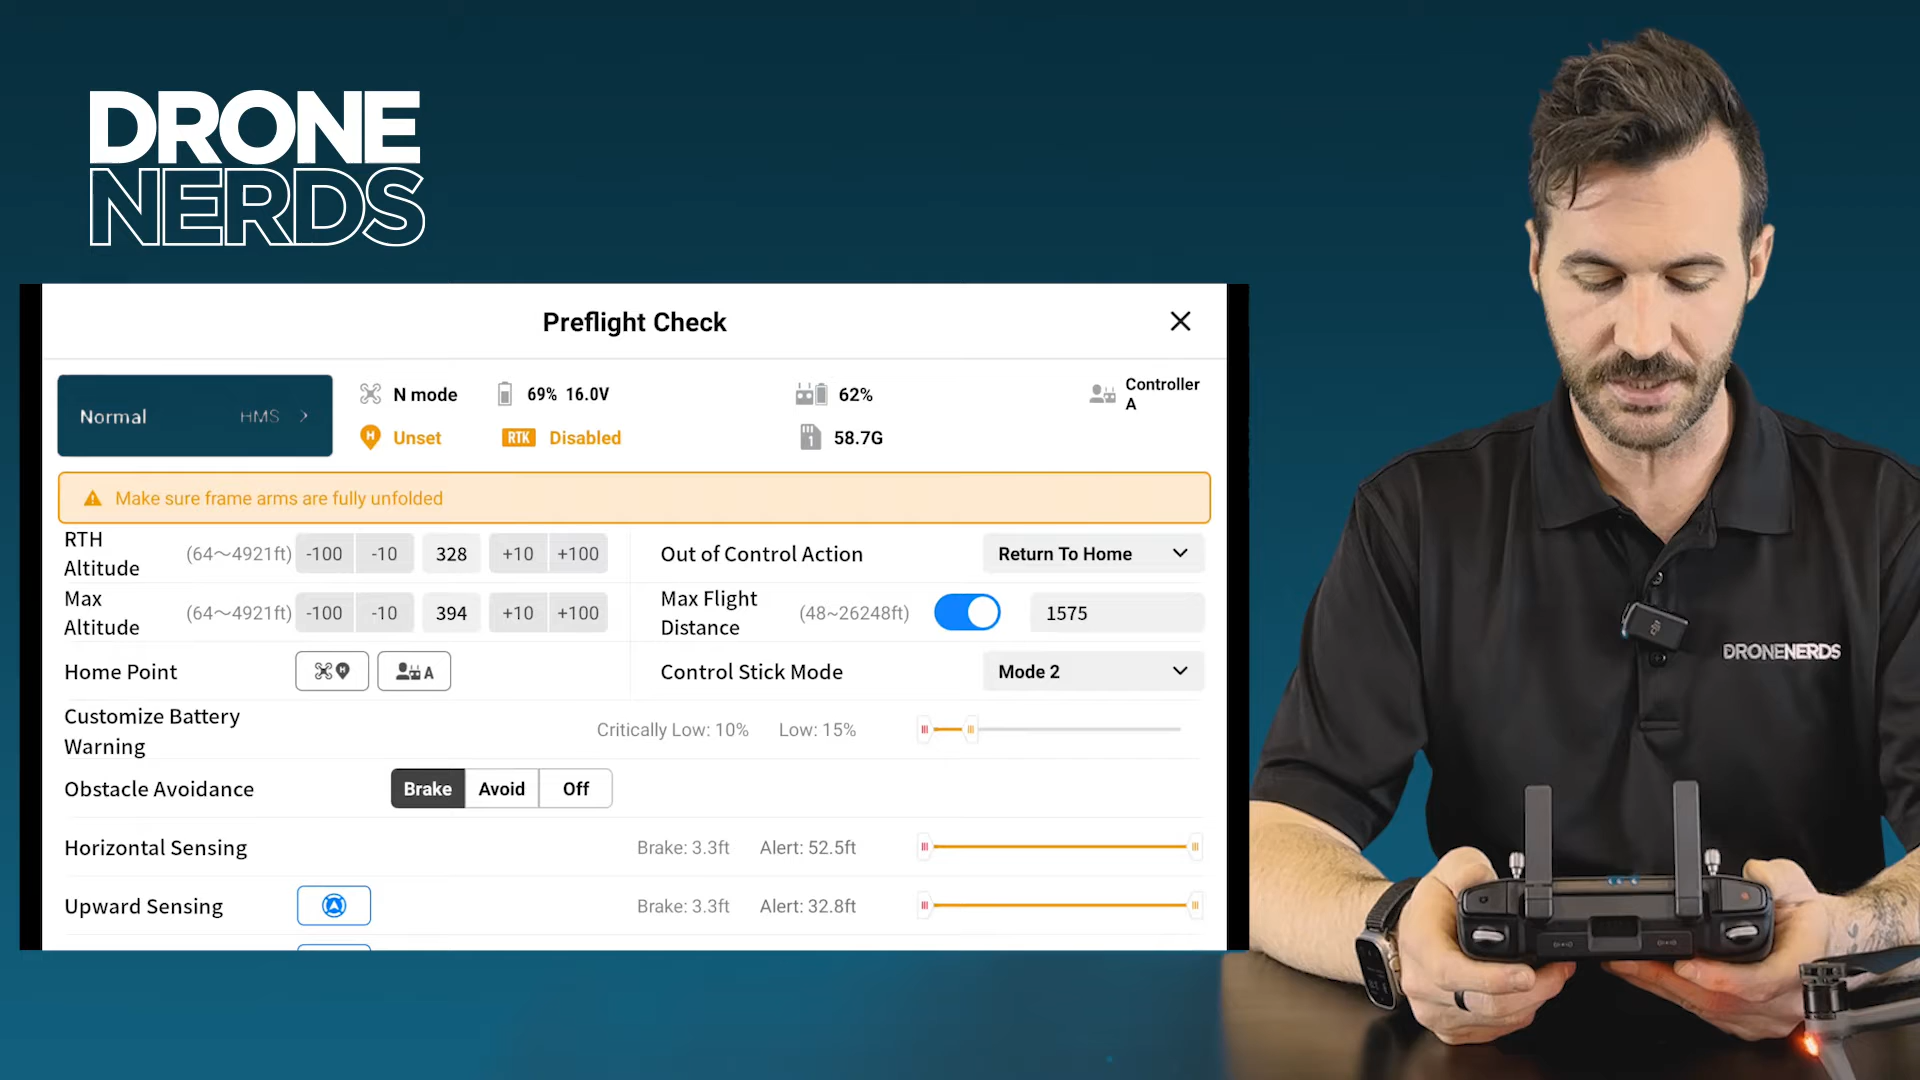 DRONE
NERDS
Preflight Check
Normal HMS
N mode 69% 16.0V 62% Controller A
H Unset RTK Disabled 1 58.7G
Make sure frame arms are fully unfolded
RTH Altitude (64~4921ft) -100 -10 328 +10 +100
Out of Control Action Return To Home
Max Altitude (64~4921ft) -100 -10 394 +10 +100
Max Flight Distance (48~26248ft) 1575
Home Point H A
Control Stick Mode Mode 2
Customize Battery Warning Critically Low: 10% Low: 15%
Obstacle Avoidance Brake Avoid Off
Horizontal Sensing Brake: 3.3ft Alert: 52.5ft
Upward Sensing Brake: 3.3ft Alert: 32.8ft
DRONENERDS
dji